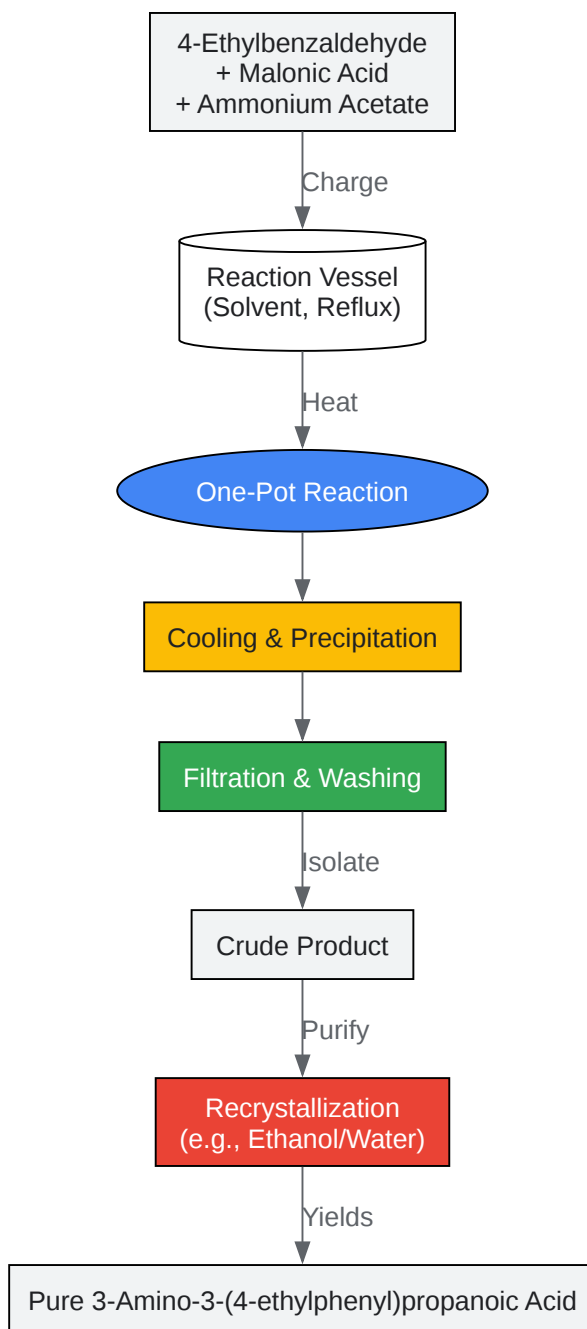 4-Ethylbenzaldehyde
+ Malonic Acid
+ Ammonium Acetate
Charge
Reaction Vessel
(Solvent, Reflux)
Heat
One-Pot Reaction
Cooling & Precipitation
Filtration & Washing
Isolate
Crude Product
Purify
Recrystallization
(e.g., Ethanol/Water)
Yields
Pure 3-Amino-3-(4-ethylphenyl)propanoic Acid